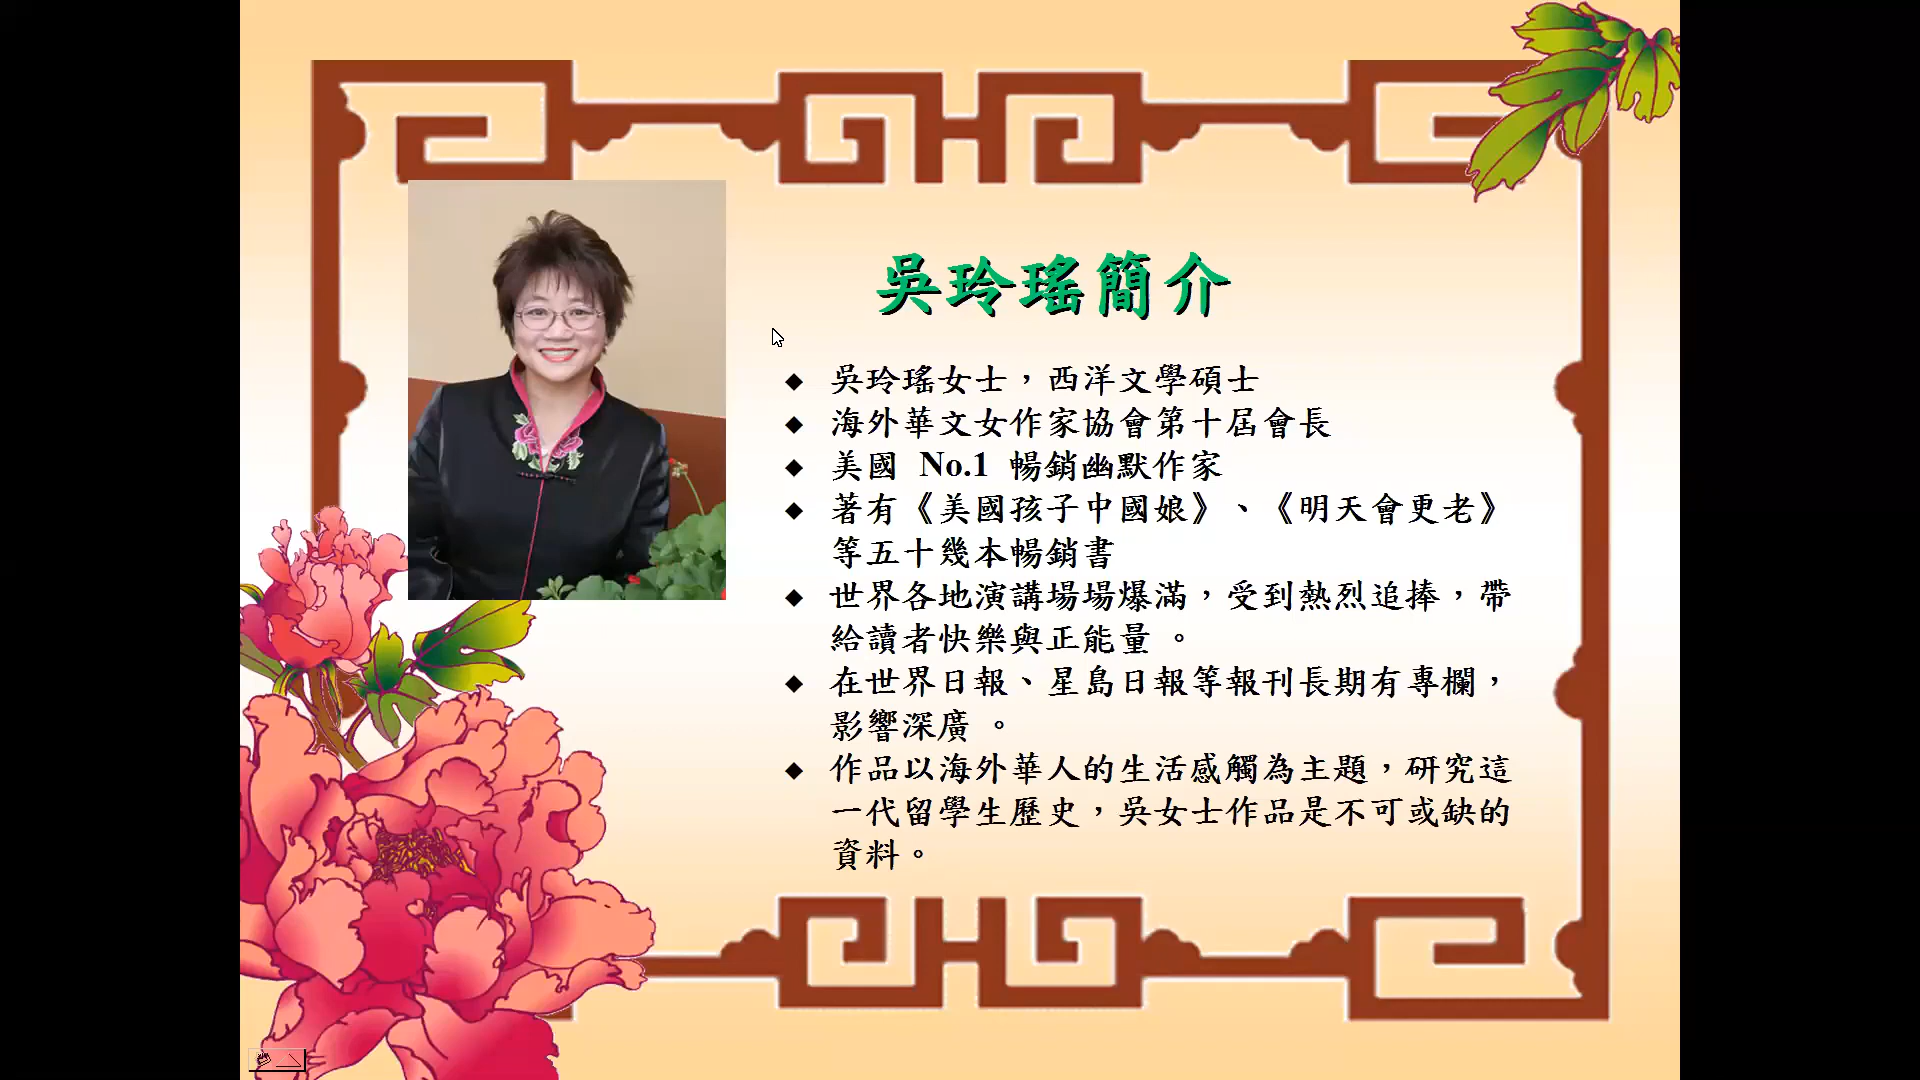 吳玲瑤簡介
◆ 吳玲瑤女士，西洋文學碩士
◆ 海外華文女作家協會第十屆會長
◆ 美國 No.1 暢銷幽默作家
◆ 著有《美國孩子中國娘》、《明天會更老》
等五十幾本暢銷書
◆ 世界各地演講場場爆滿，受到熱烈追捧，帶
給讀者快樂與正能量 。
◆ 在世界日報、星島日報等報刊長期有專欄，
影響深廣 。
◆ 作品以海外華人的生活感觸為主題，研究這
一代留學生歷史，吳女士作品是不可或缺的
資料。